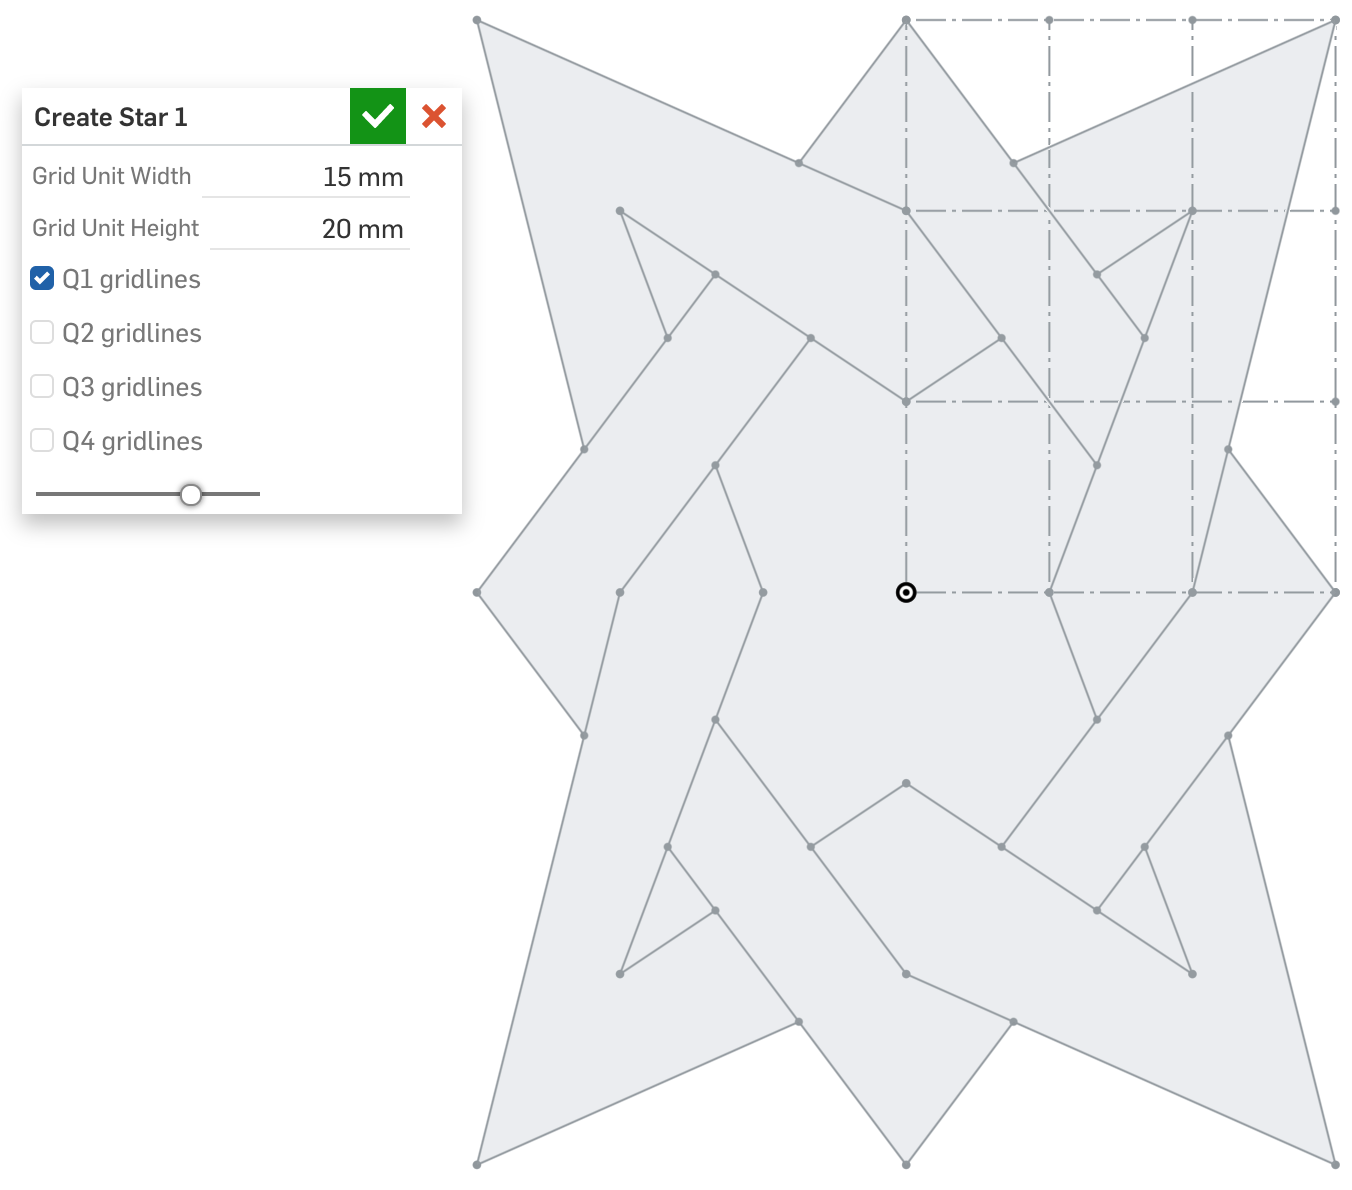 Create Star 1
Grid Unit Width 15 mm
Grid Unit Height 20 mm
Q1 gridlines
Q2 gridlines
Q3 gridlines
Q4 gridlines